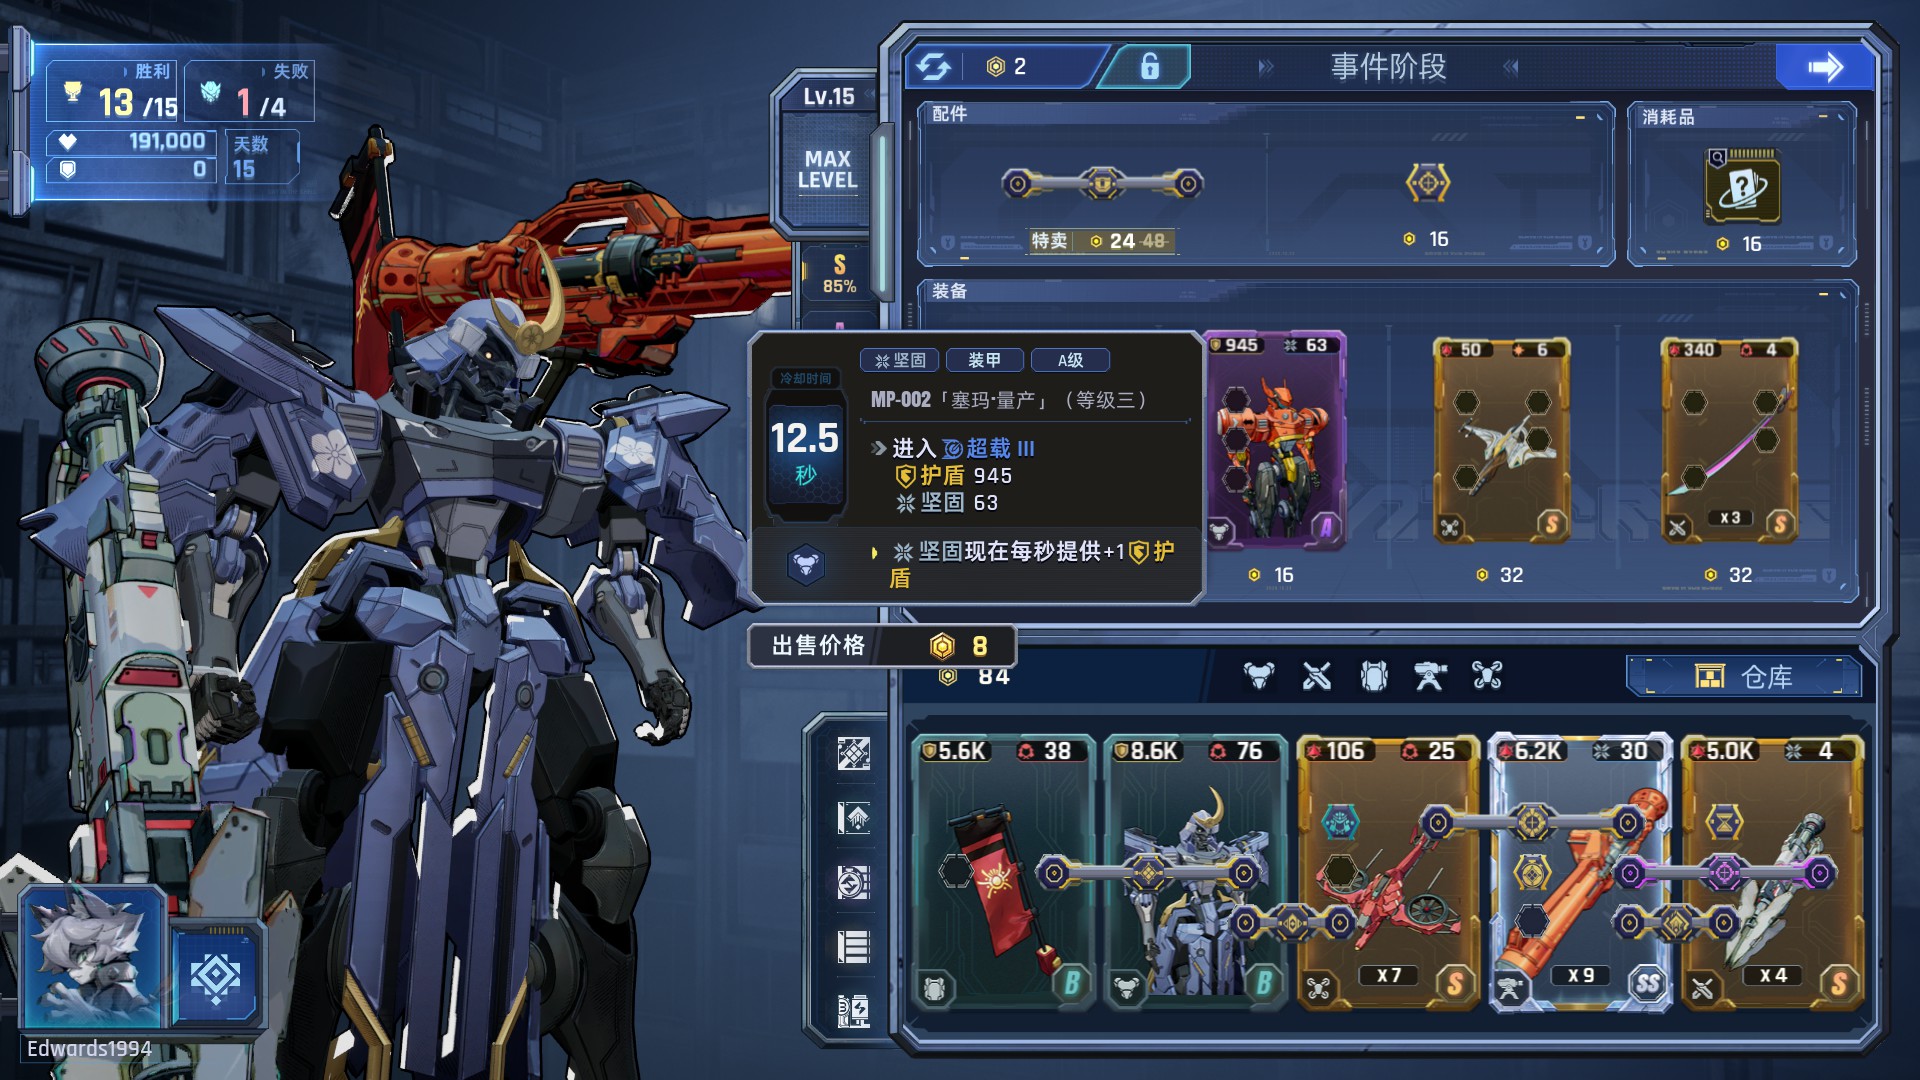 胜利
13 /15
失败
1 /4
191,000
0
天数
15
Lv.15
MAX
LEVEL
S
85%
2
事件阶段
配件
特卖 24 48
16
消耗品
16
装备
坚固 装甲 A级
冷却时间
12.5
秒
MP-002「塞玛·量产」（等级三）
进入 超载 III
护盾 945
坚固 63
坚固现在每秒提供+1 护
盾
出售价格 8
84
945 63
A
16
50 6
S
32
340 4
x3
S
32
仓库
5.6K 38
B
8.6K 76
B
106 25
x7
S
6.2K 30
x9
SS
5.0K 4
x4
S
Edwards1994